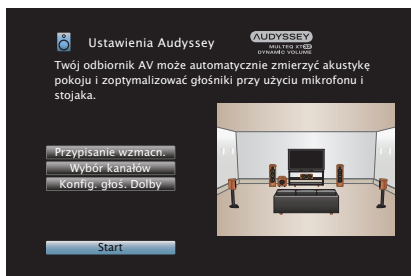 Ustawienia Audyssey
AUDYSSEY
MULTEQ XT32
DYNAMIC VOLUME
Twój odbiornik AV może automatycznie zmierzyć akustykę
pokoju i zoptymalizować głośniki przy użyciu mikrofonu i
stojaka.
Przypisanie wzmacn.
Wybór kanałów
Konfig. głoś. Dolby
Start